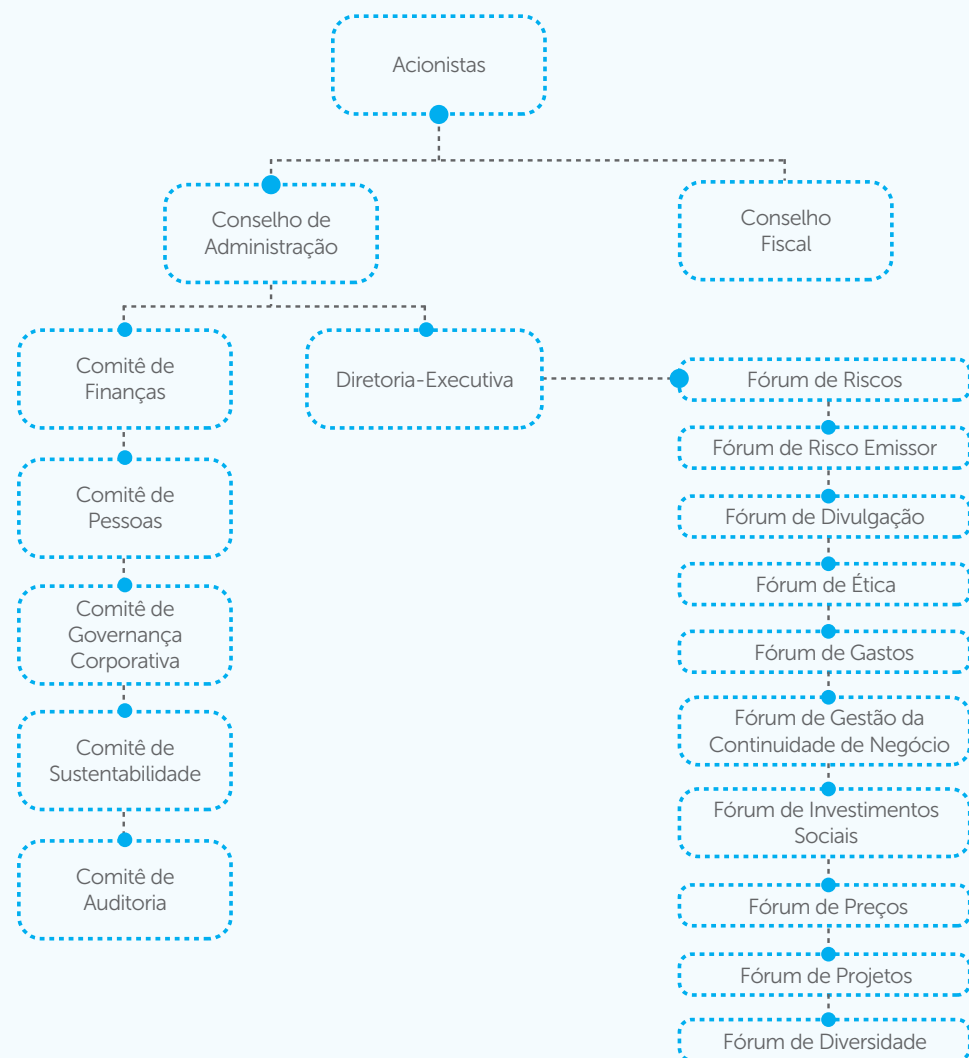 Acionistas
Conselho de
Administração
Conselho
Fiscal
Comitê de
Finanças
Diretoria-Executiva
Comitê de
Pessoas
Comitê de
Governança
Corporativa
Comitê de
Sustentabilidade
Comitê de
Auditoria
Fórum de Riscos
Fórum de Risco Emissor
Fórum de Divulgação
Fórum de Ética
Fórum de Gastos
Fórum de Gestão da
Continuidade de Negócio
Fórum de Investimentos
Sociais
Fórum de Preços
Fórum de Projetos
Fórum de Diversidade